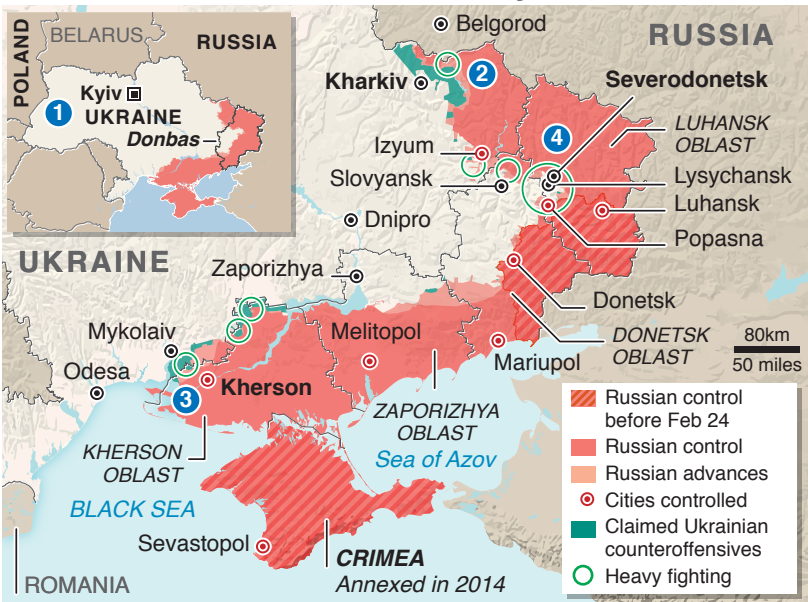 POLAND
BELARUS
RUSSIA
Kyiv
1
UKRAINE
Donbas
Belgorod
RUSSIA
2
Kharkiv
Severodonetsk
4
Izyum
LUHANSK
OBLAST
Slovyansk
Lysychansk
Luhansk
Dnipro
Popasna
UKRAINE
Zaporizhya
Donetsk
Mykolaiv
Melitopol
DONETSK
OBLAST
80km
50 miles
Odesa
Mariupol
Kherson
3
ZAPORIZHYA
OBLAST
KHERSON
OBLAST
Sea of Azov
BLACK SEA
Sevastopol
CRIMEA
Annexed in 2014
ROMANIA
Russian control
before Feb 24
Russian control
Russian advances
Cities controlled
Claimed Ukrainian
counteroffensives
Heavy fighting